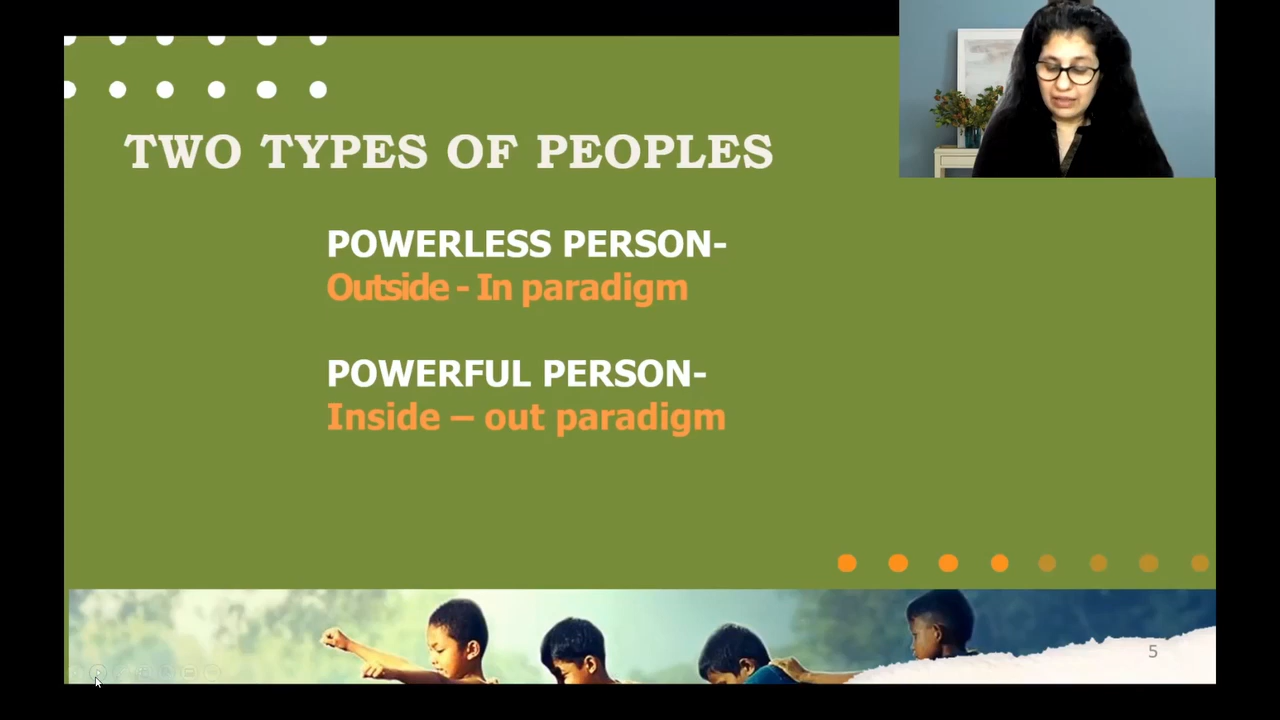 TWO TYPES OF PEOPLES
POWERLESS PERSON-
Outside - In paradigm
POWERFUL PERSON-
Inside – out paradigm
5